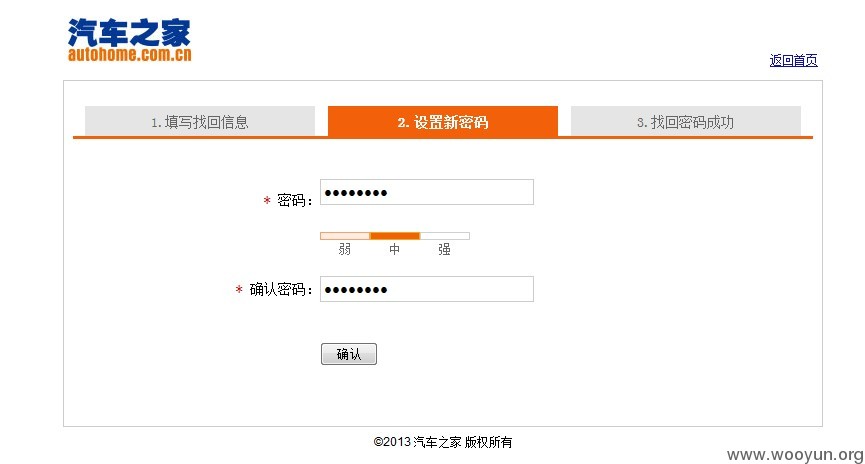 汽车之家
autohome.com.cn
返回首页
1.填写找回信息 2.设置新密码 3.找回密码成功
* 密码：●●●●●●●●
弱 中 强
* 确认密码：●●●●●●●●
确认
©2013 汽车之家 版权所有
www.wooyun.org